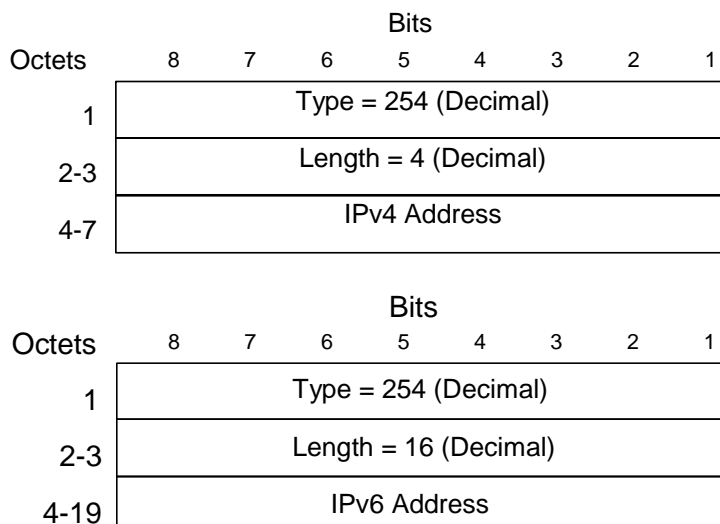 Bits
Octets 8 7 6 5 4 3 2 1
1 Type = 254 (Decimal)
2-3 Length = 4 (Decimal)
4-7 IPv4 Address
Bits
Octets 8 7 6 5 4 3 2 1
1 Type = 254 (Decimal)
2-3 Length = 16 (Decimal)
4-19 IPv6 Address